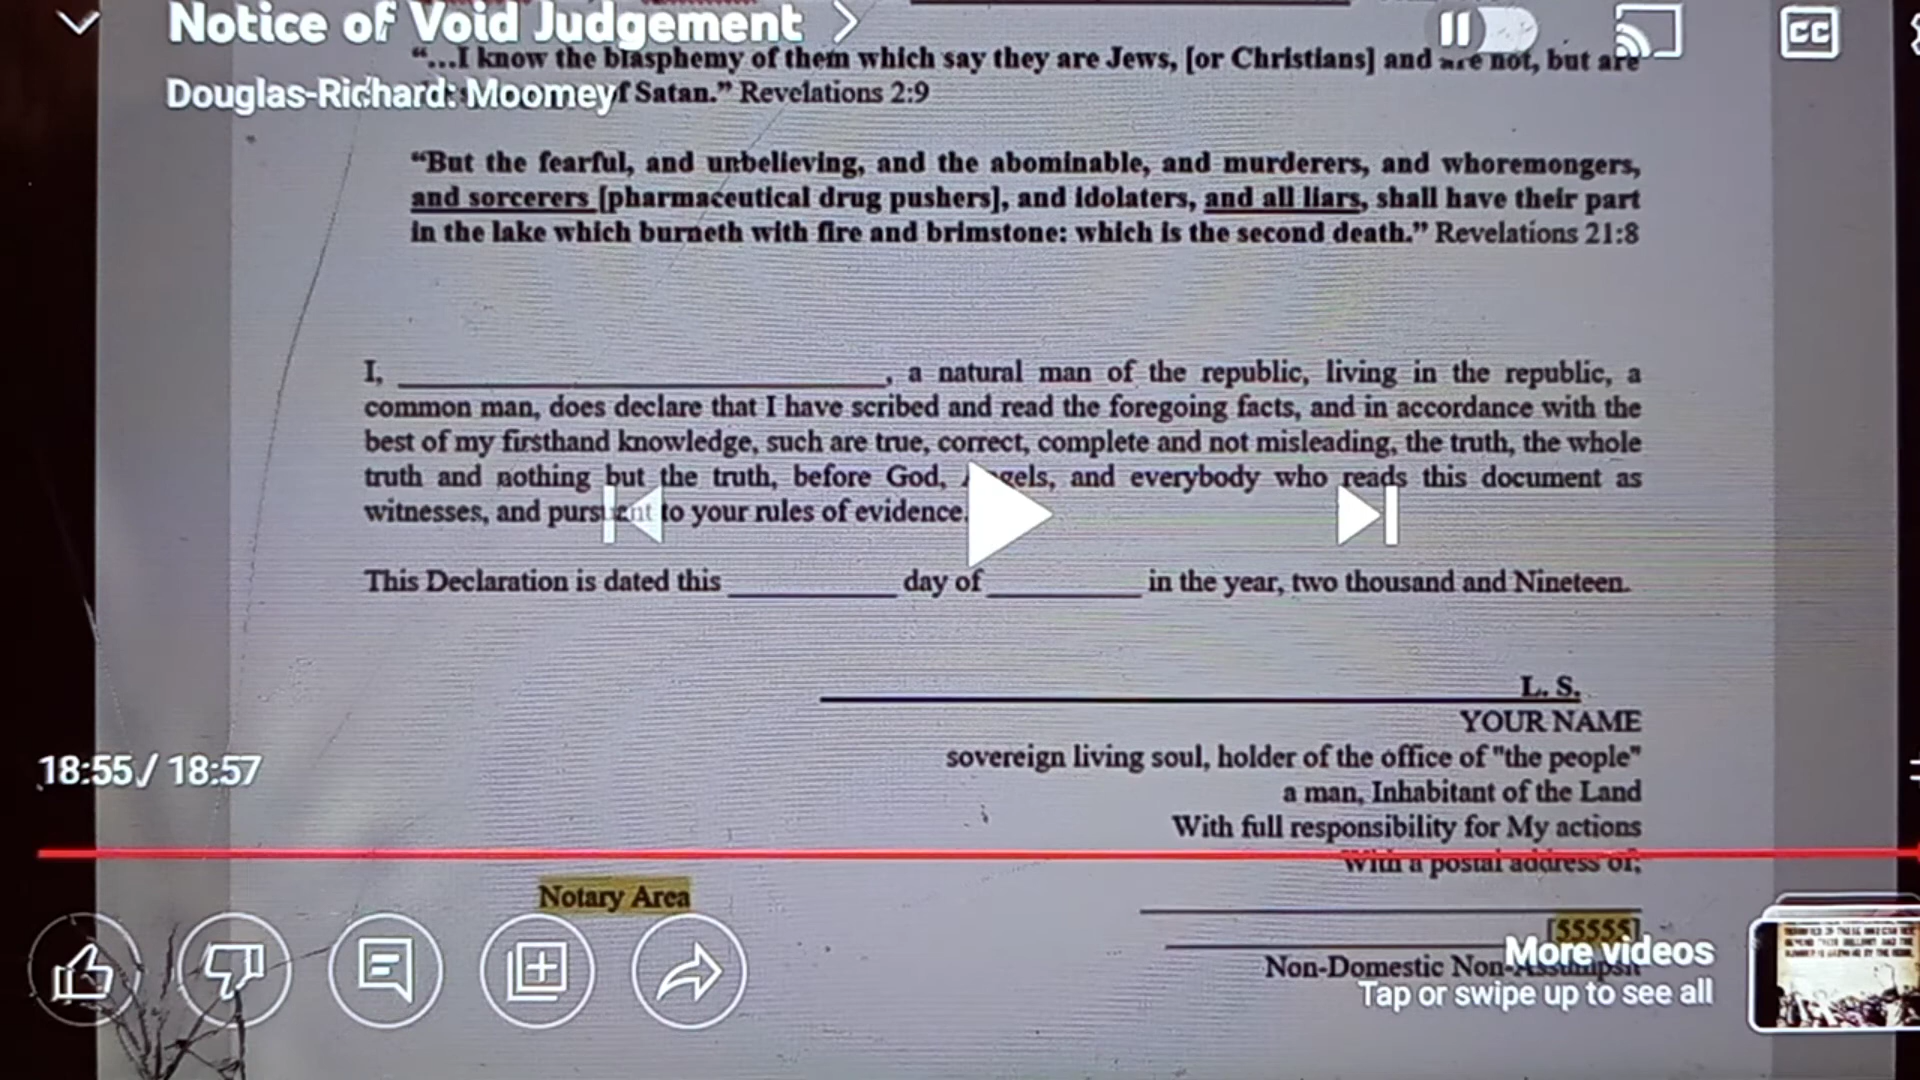 Notice of Void Judgement
"...I know the blasphemy of them which say they are Jews, [or Christians] and are not, but are
Douglas-Richard: Moomey
f Satan." Revelations 2:9
"But the fearful, and unbelieving, and the abominable, and murderers, and whoremongers,
and sorcerers [pharmaceutical drug pushers], and idolaters, and all liars, shall have their part
in the lake which burneth with fire and brimstone: which is the second death." Revelations 21:8
I, ____________________, a natural man of the republic, living in the republic, a
common man, does declare that I have scribed and read the foregoing facts, and in accordance with the
best of my firsthand knowledge, such are true, correct, complete and not misleading, the truth, the whole
truth and nothing but the truth, before God, Angels, and everybody who reads this document as
witnesses, and pursuant to your rules of evidence.
This Declaration is dated this __________ day of __________ in the year, two thousand and Nineteen.
L. S.
YOUR NAME
sovereign living soul, holder of the office of "the people"
a man, Inhabitant of the Land
18:55 / 18:57
With full responsibility for My actions
With a postal address of;
Notary Area
[55555]
Non-Domestic Non-Assumpsit
More videos
Tap or swipe up to see all
CC